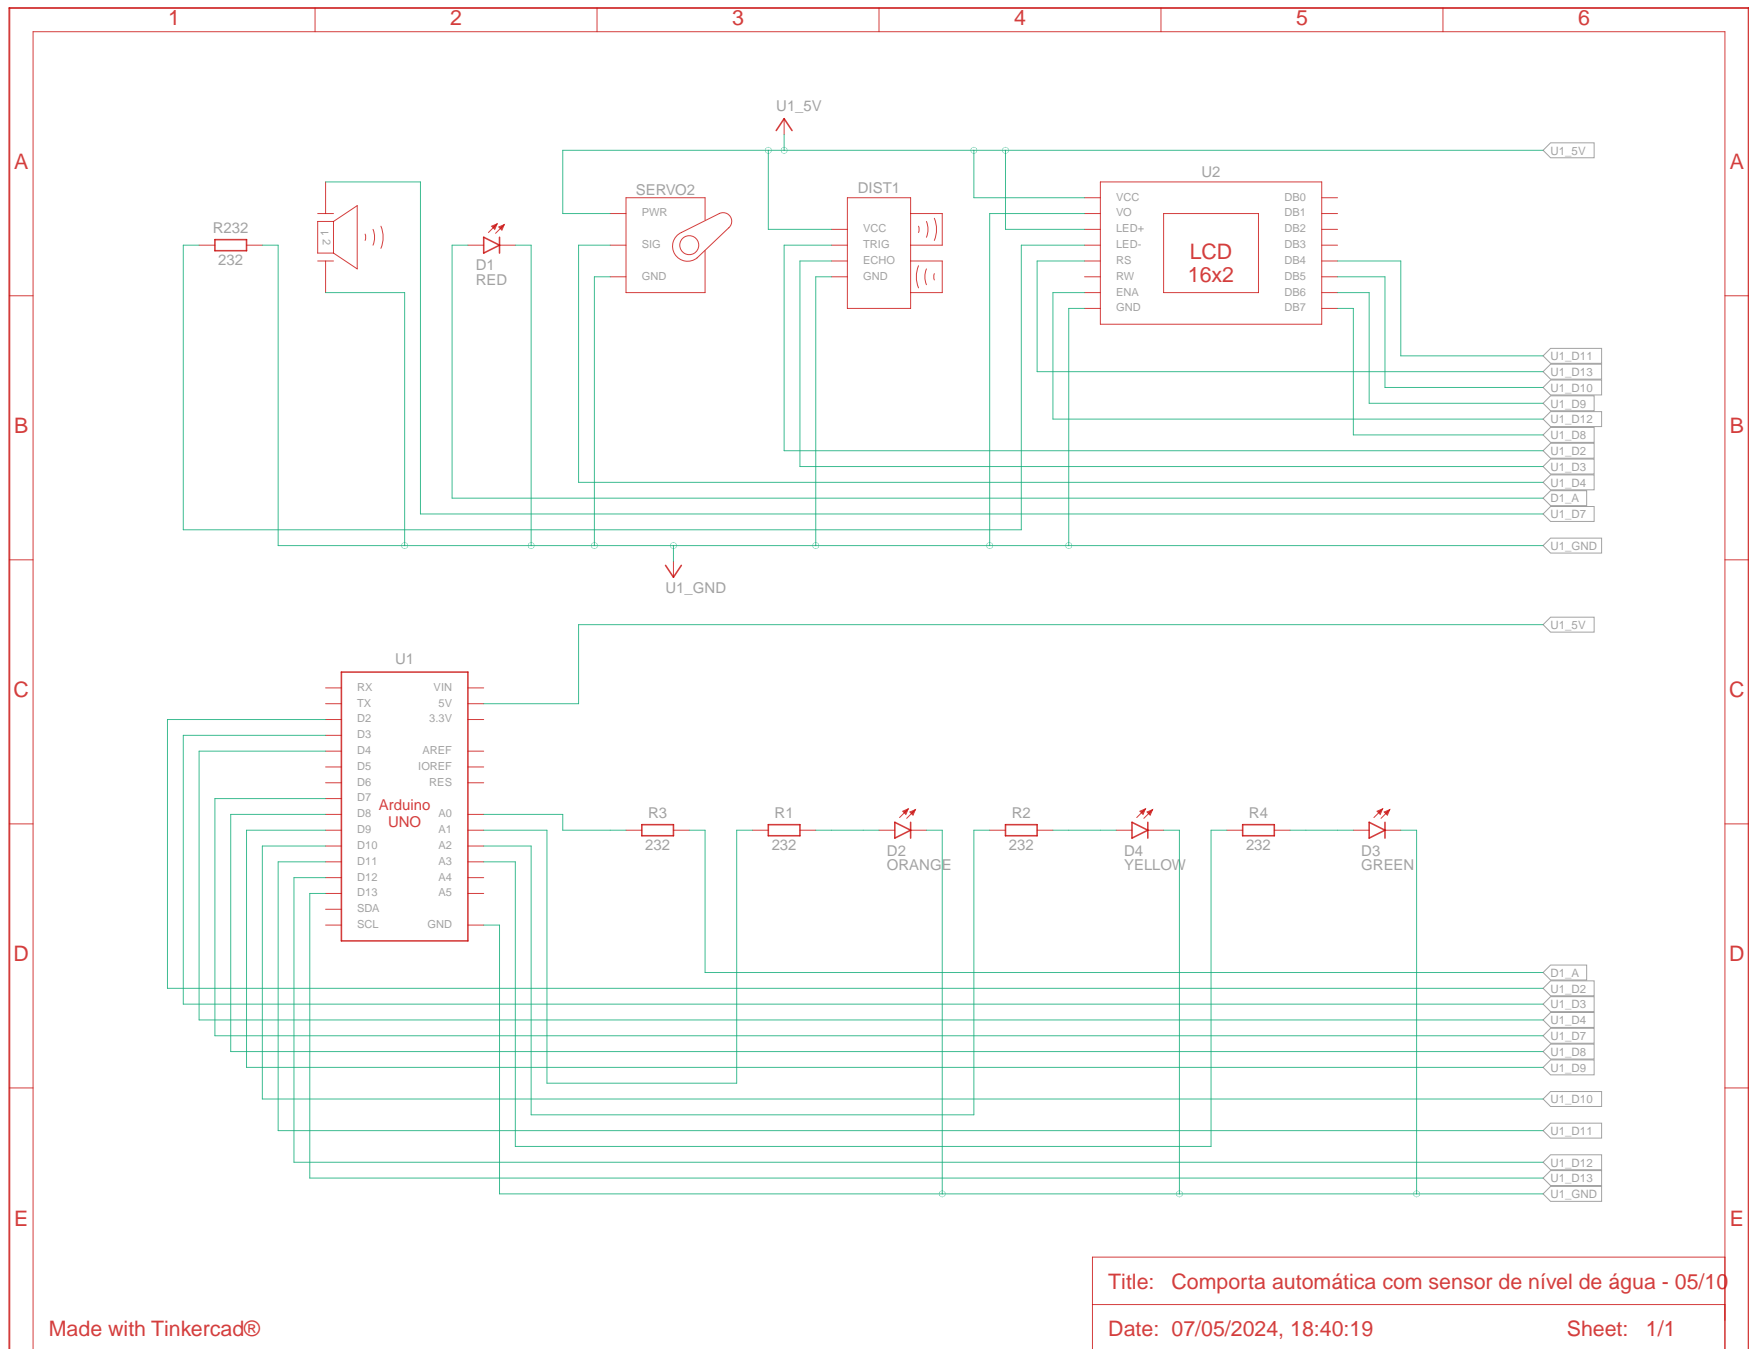 1 2 3 4 5 6
A A
B B
C C
D D
E E
U1_5V
U1_5V
R232
232
1 2
D1
RED
SERVO2
PWR
SIG
GND
DIST1
VCC
TRIG
ECHO
GND
U2
VCC
VO
LED+
LED-
RS
RW
ENA
GND
LCD
16x2
DB0
DB1
DB2
DB3
DB4
DB5
DB6
DB7
U1_D11
U1_D13
U1_D10
U1_D9
U1_D12
U1_D8
U1_D2
U1_D3
U1_D4
D1_A
U1_D7
U1_GND
U1_GND
U1_5V
U1
RX
TX
D2
D3
D4
D5
D6
D7
D8
D9
D10
D11
D12
D13
SDA
SCL
Arduino
UNO
VIN
5V
3.3V
AREF
IOREF
RES
A0
A1
A2
A3
A4
A5
GND
R3
232
R1
232
D2
ORANGE
R2
232
D4
YELLOW
R4
232
D3
GREEN
D1_A
U1_D2
U1_D3
U1_D4
U1_D7
U1_D8
U1_D9
U1_D10
U1_D11
U1_D12
U1_D13
U1_GND
Title: Comporta automática com sensor de nível de água - 05/10
Made with Tinkercad®
Date: 07/05/2024, 18:40:19 Sheet: 1/1